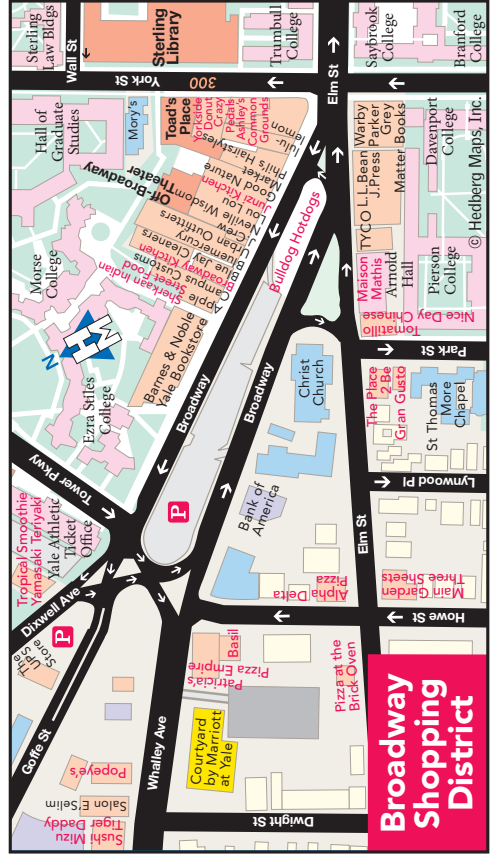 Sterling
Law Bldgs
Wall St
Sterling
Library
Trumbull
College
Elm St
Saybrook
College
Branford
College
York St
300
Hall of
Graduate
Studies
Mory's
Toad's
Place
Yorkside
Donut
Crazy
Pedals
Ashley's
Common
Grounds
lulu-
lemon
Phil's Hairstyles
Good Nature
Market
Junzi Kitchen
Lou Lou
Wisdom
Off-Broadway
Theater
Neville
J. Crew
Urban Outfitters
Bluemercury
Blue Jay Cleaners
Broadway Kitchen
Campus Customs
Apple
Sherkaan Indian
Street Food
Barnes & Noble
Yale Bookstore
Bulldog Hotdogs
Warby
Parker
Grey
Matter Books
L.L.Bean
J.Press
TYCO
Maison
Mathis
Arnold
Hall
Tomatillo
Nice Day Chinese
Davenport
College
Pierson
College
© Hedberg Maps, Inc.
Morse
College
N
HM
Ezra Stiles
College
Broadway
Broadway
Christ
Church
Park St
The Place
2 Be
Gran Gusto
St Thomas
More
Chapel
Tower Pkwy
P
Bank of
America
Elm St
Lynwood Pl
Tropical Smoothie
Yamasaki Teriyaki
Yale Athletic
Ticket
Office
Dixwell Ave
P
The
UPS
Store
Alpha Delta
Pizza
Main Garden
Three Sheets
Howe St
Goffe St
Basil
Patricia's
Pizza Empire
Pizza at the
Brick Oven
Whalley Ave
Courtyard
by Marriott
at Yale
Popeye's
Salon E'Selim
Tiger Daddy
Sushi Mizu
Dwight St
Broadway
Shopping
District